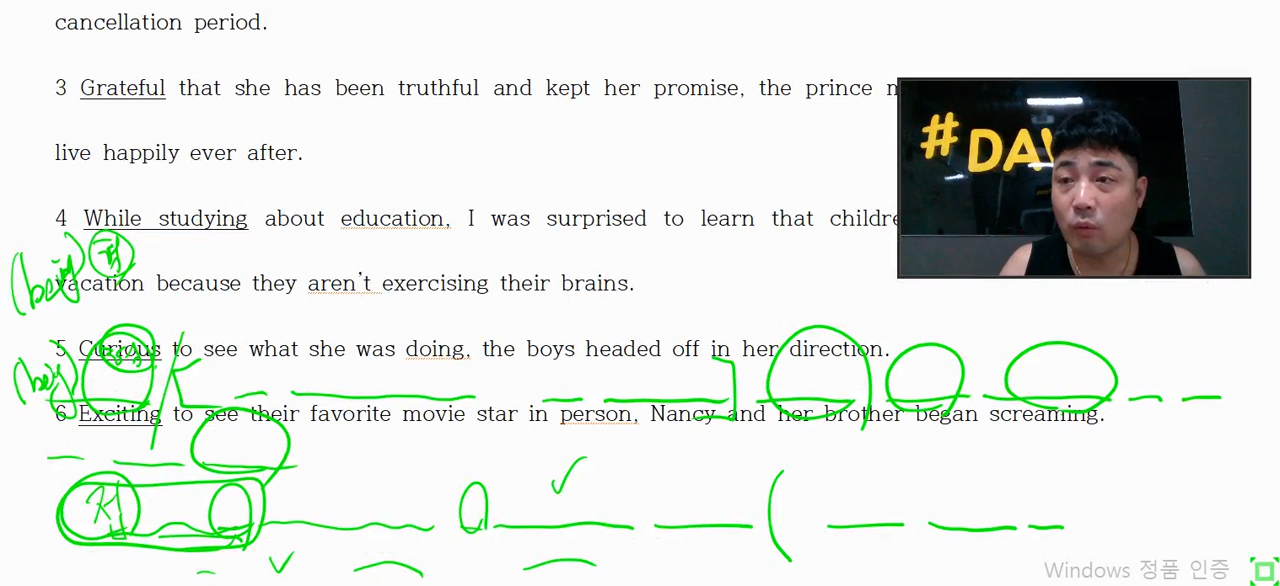 cancellation period.
3 Grateful that she has been truthful and kept her promise, the prince
#DA
live happily ever after.
4 While studying about education, I was surprised to learn that
(being) 형
vacation because they aren't exercising their brains.
5 Curious to see what she was doing, the boys headed off in her direction.
(being)
6 Exciting to see their favorite movie star in person, Nancy and her brother began screaming.
Windows 정품 인증